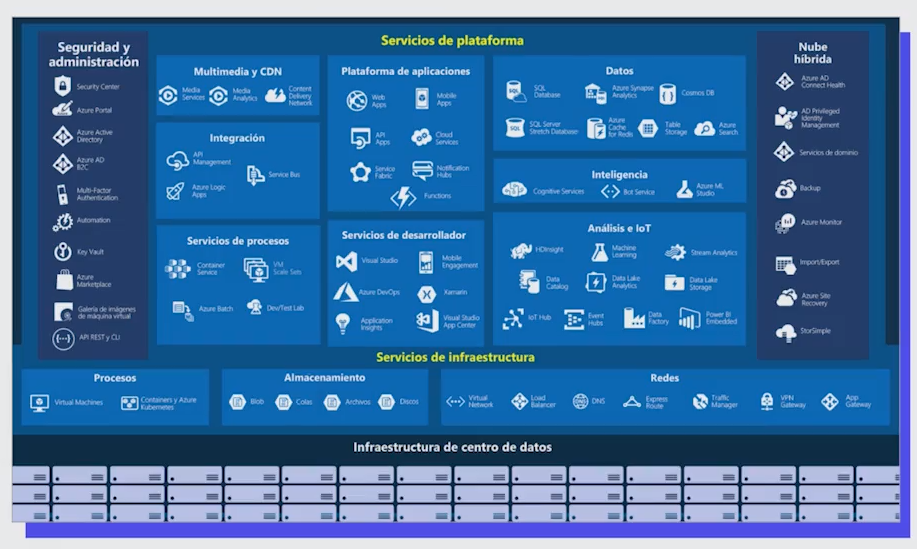 Servicios de plataforma
Seguridad y
administración
Security Center
Azure Portal
Azure Active
Directory
Azure AD
B2C
Multi-Factor
Authentication
Automation
Key Vault
Azure
Marketplace
Galería de imágenes
de máquina virtual
API REST y CLI
Multimedia y CDN
Media
Services
Media
Analytics
Content
Delivery
Network
Integración
API
Management
Service Bus
Azure Logic
Apps
Servicios de procesos
Container
Service
VM
Scale Sets
Azure Batch
Dev/Test Lab
Plataforma de aplicaciones
Web
Apps
Mobile
Apps
API
Apps
Cloud
Services
Service
Fabric
Notification
Hubs
Functions
Servicios de desarrollador
Visual Studio
Mobile
Engagement
Azure DevOps
Xamarin
Application
Insights
Visual Studio
App Center
Datos
SQL
SQL
Database
Azure Synapse
Analytics
Cosmos DB
SQL
SQL Server
Stretch Database
Azure
Cache
for Redis
Table
Storage
Azure
Search
Inteligencia
Cognitive Services
Bot Service
Azure ML
Studio
Análisis e IoT
HDInsight
Machine
Learning
Stream Analytics
Data
Catalog
Data Lake
Analytics
Data Lake
Storage
IoT Hub
Event
Hubs
Data
Factory
Power BI
Embedded
Nube
híbrida
Azure AD
Connect Health
AD Privileged
Identity
Management
Servicios de dominio
Backup
Azure Monitor
Import/Export
Azure Site
Recovery
StorSimple
Servicios de infraestructura
Procesos
Virtual Machines
Containers y Azure
Kubernetes
Almacenamiento
Blob
Colas
Archivos
Discos
Redes
Virtual
Network
Load
Balancer
DNS
DNS
Express
Route
Traffic
Manager
VPN
Gateway
App
Gateway
Infraestructura de centro de datos